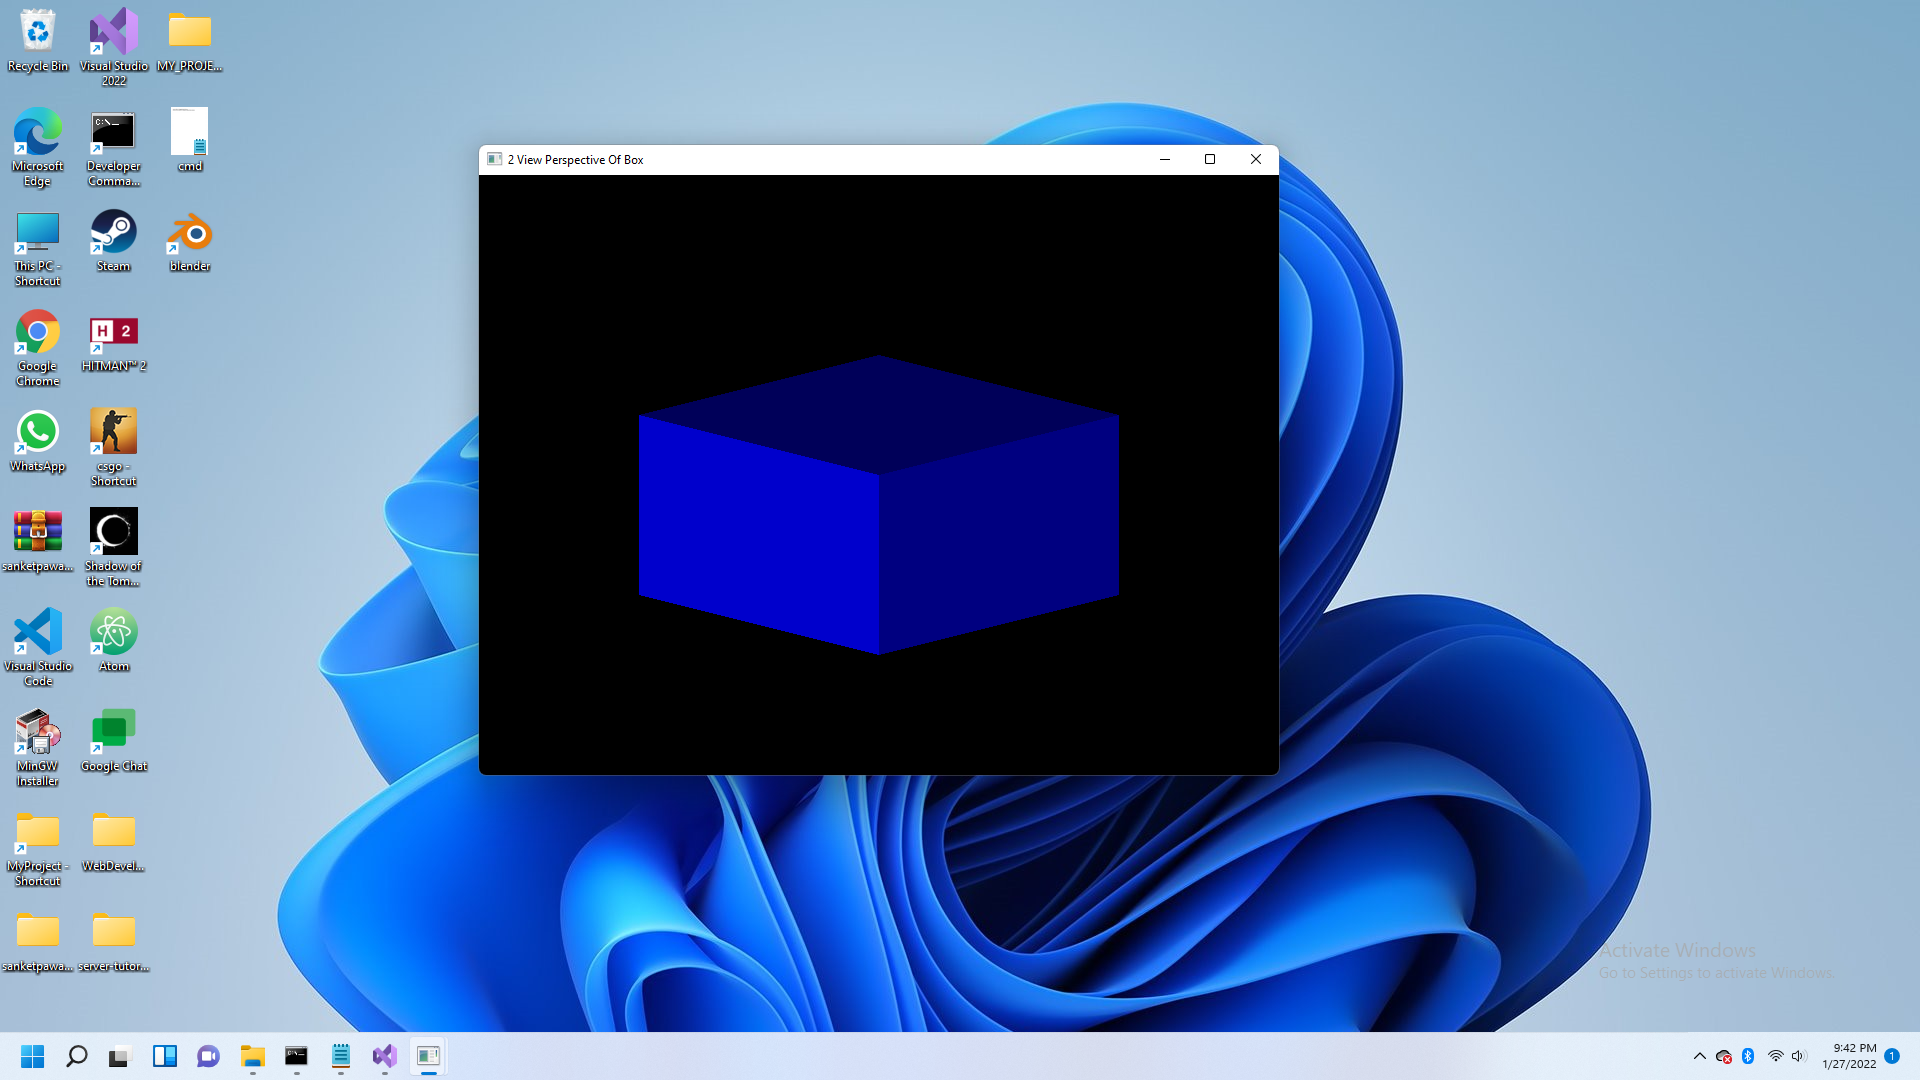 Recycle Bin
Visual Studio
2022
MY_PROJE...
Microsoft
Edge
C:\_
Developer
Comma...
cmd
This PC -
Shortcut
Steam
blender
Google
Chrome
H 2
HITMAN™ 2
WhatsApp
csgo -
Shortcut
sanketpawa...
Shadow of
the Tom...
Visual Studio
Code
Atom
MinGW
Installer
Google Chat
MyProject -
Shortcut
WebDevel...
sanketpawa...
server-tutor...
2 View Perspective Of Box
Activate Windows
Go to Settings to activate Windows.
9:42 PM
1/27/2022
1